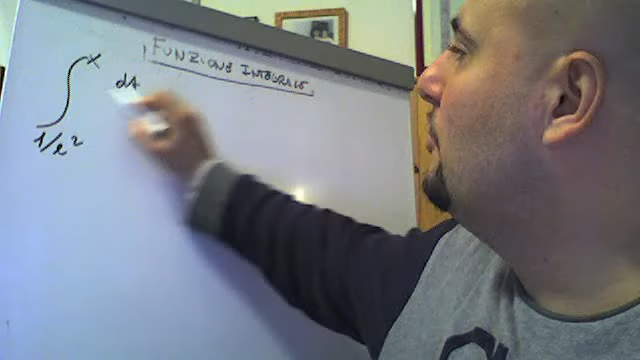 FUNZIONE INTEGRALE
∫ x dt
1/e²